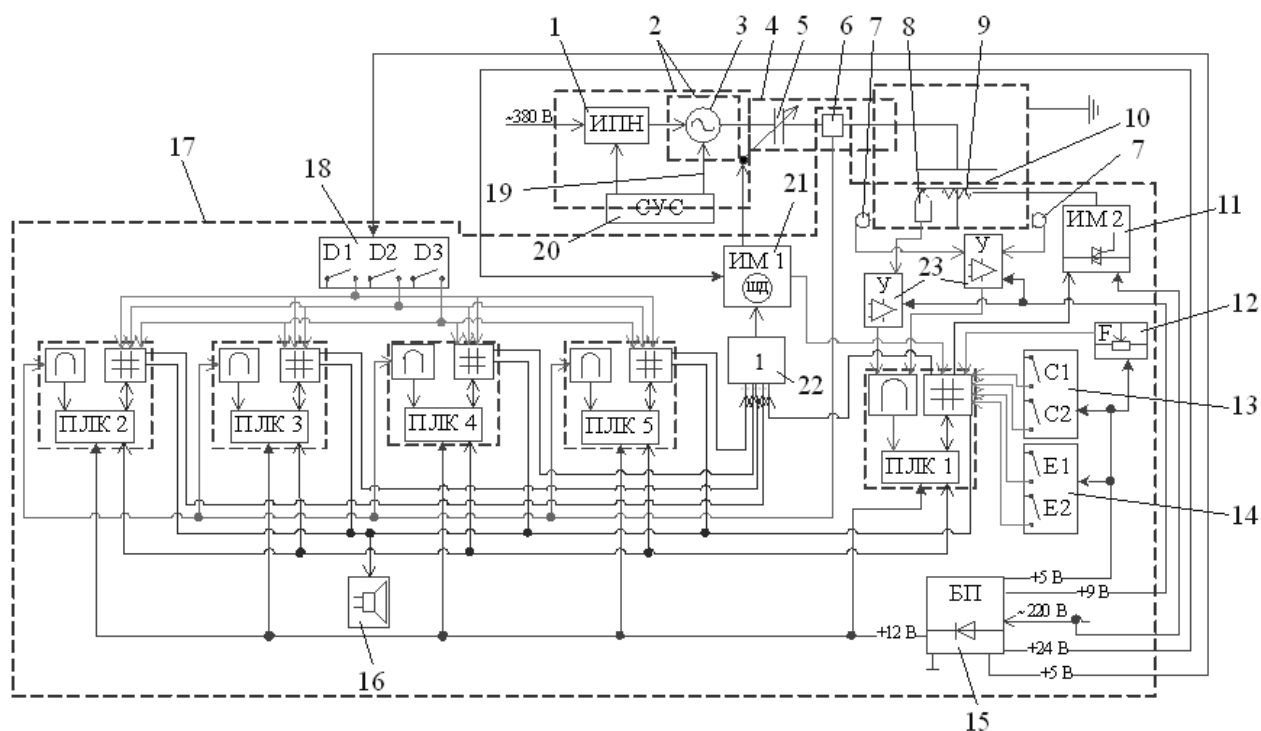 1 2 3 4 5 6 7 8 9
~380 В
ИПН
10
17
18
19
21
7
D1 D2 D3
20
СУС
ИМ 1
шд
ИМ 2
11
У
23
У
12
F
1
22
C1
C2
13
ПЛК 2
ПЛК 3
ПЛК 4
ПЛК 5
ПЛК 1
E1
E2
14
16
БП
+5 В
+9 В
~220 В
+12 В
+24 В
+5 В
15